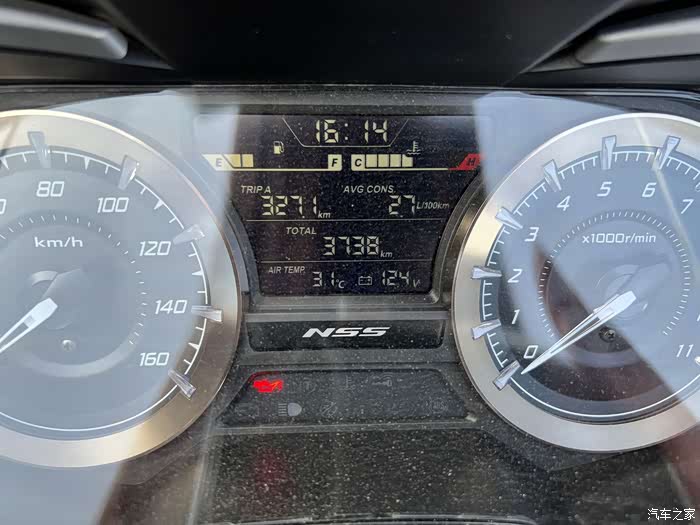 16:14
E F C H
TRIP A 327.1 km
AVG CONS. 2.7 L/100km
TOTAL 3738 km
AIR TEMP. 31°C 12.4 V
80 100 120 140 160
km/h
0 1 2 3 4 5 6 7 11
x1000r/min
NSS
汽车之家